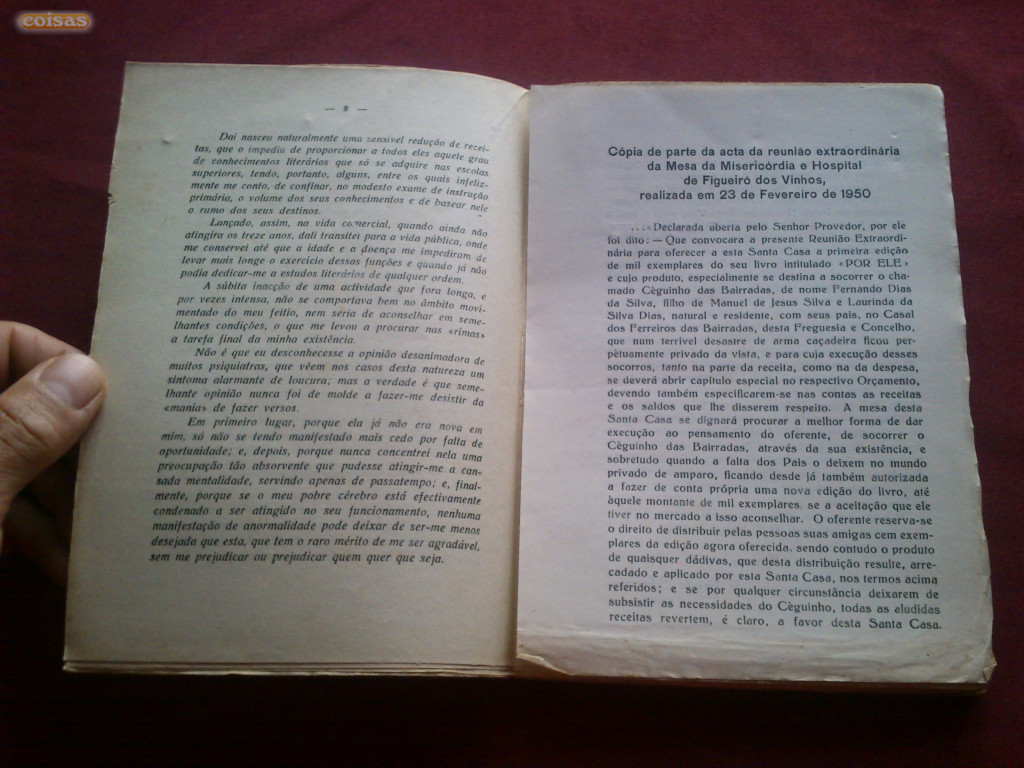 coisas
— 8 —
Dai nasceu naturalmente uma sensivel redução de recei-
tas, que o impediu de proporcionar a todos eles aquele grau
de conhecimentos literários que só se adquire nas escolas
superiores, tendo, portanto, alguns, entre os quais infeliz-
mente me conto, de confinar, no modesto exame de instrução
primária, o volume dos seus conhecimentos e de basear nele
o rumo dos seus destinos.
Lançado, assim, na vida comercial, quando ainda não
atingira os treze anos, dali transitei para a vida pública, onde
me conservei até que a idade e a doença me impediram de
levar mais longe o exercício dessas funções e quando já não
podia dedicar-me a estudos literários de qualquer ordem.
A súbita inacção de uma actividade que fora longa, e
por vezes intensa, não se comportava bem no âmbito movi-
mentado do meu feitio, nem seria de aconselhar em seme-
lhantes condições, o que me levou a procurar nas «rimas»
a tarefa final da minha existência.
Não é que eu desconhecesse a opinião desanimadora de
muitos psiquiatras, que vêem nos casos desta natureza um
sintoma alarmante de loucura; mas a verdade é que seme-
lhante opinião nunca foi de molde a fazer-me desistir da
«mania» de fazer versos.
Em primeiro lugar, porque ela já não era nova em
mim, só não se tendo manifestado mais cedo por falta de
oportunidade; e, depois, porque nunca concentrei nela uma
preocupação tão absorvente que pudesse atingir-me a can-
sada mentalidade, servindo apenas de passatempo; e, final-
mente, porque se o meu pobre cérebro está efectivamente
condenado a ser atingido no seu funcionamento, nenhuma
manifestação de anormalidade pode deixar de ser-me menos
desejada que esta, que tem o raro mérito de me ser agradável,
sem me prejudicar ou prejudicar quem quer que seja.
Cópia de parte da acta da reunião extraordinária
da Mesa da Misericòrdia e Hospital
de Figueiró dos Vinhos,
realizada em 23 de Fevereiro de 1950
....Declarada aberta pelo Senhor Provedor, por ele
foi dito: — Que convocara a presente Reunião Extraordi-
nária para oferecer a esta Santa Casa a primeira edição
de mil exemplares do seu livro intitulado «POR ELE»
e cujo produto, especialmente se destina a socorrer o cha-
mado Cèguinho das Bairradas, de nome Fernando Dias
da Silva, filho de Manuel de Jesus Silva e Laurinda da
Silva Dias, natural e residente, com seus pais, no Casal
dos Ferreiros das Bairradas, desta Freguesia e Concelho,
que num terrível desastre de arma caçadeira ficou per-
pètuamente privado da vista, e para cuja execução desses
socorros, tanto na parte da receita, como na da despesa,
se deverá abrir capítulo especial no respectivo Orçamento,
devendo também especificarem-se nas contas as receitas
e os saldos que lhe disserem respeito. A mesa desta
Santa Casa se dignará procurar a melhor forma de dar
execução ao pensamento do oferente, de socorrer o
Cèguinho das Bairradas, através da sua existência, e
sobretudo quando a falta dos Pais o deixem no mundo
privado de amparo, ficando desde já também autorizada
a fazer de conta própria uma nova edição do livro, até
àquele montante de mil exemplares, se a aceitação que ele
tiver no mercado a isso aconselhar. O oferente reserva-se
o direito de distribuir pelas pessoas suas amigas cem exem-
plares da edição agora oferecida, sendo contudo o produto
de quaisquer dádivas, que desta distribuição resulte, arre-
cadado e aplicado por esta Santa Casa, nos termos acima
referidos; e se por qualquer circunstância deixarem de
subsistir as necessidades do Cèguinho, todas as aludidas
receitas revertem, é claro, a favor desta Santa Casa.